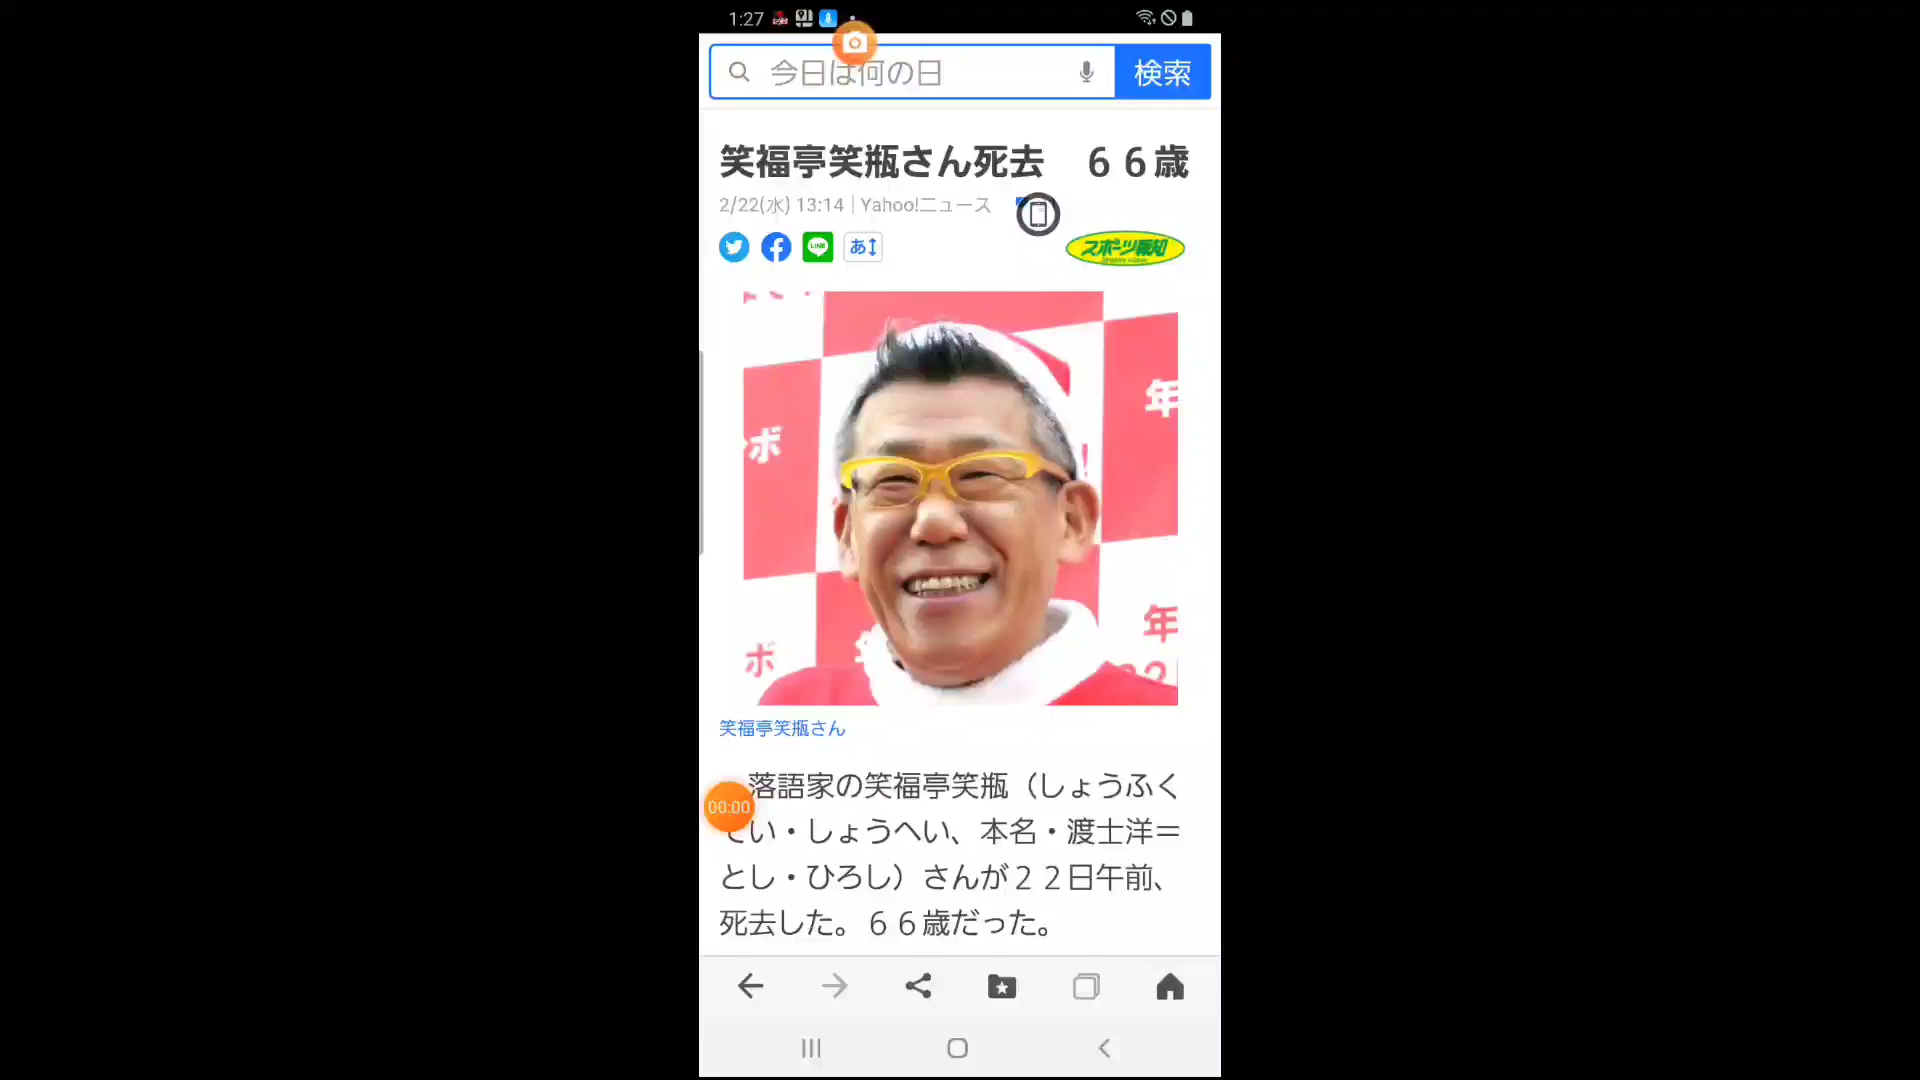 1:27
今日は何の日
検索
笑福亭笑瓶さん死去　６６歳
2/22(水) 13:14 Yahoo!ニュース
LINE
あ
スポーツ報知
年
ボ
年
ボ
笑福亭笑瓶さん
落語家の笑福亭笑瓶（しょうふく
00:00
てい・しょうへい、本名・渡士洋＝
とし・ひろし）さんが２２日午前、
死去した。６６歳だった。